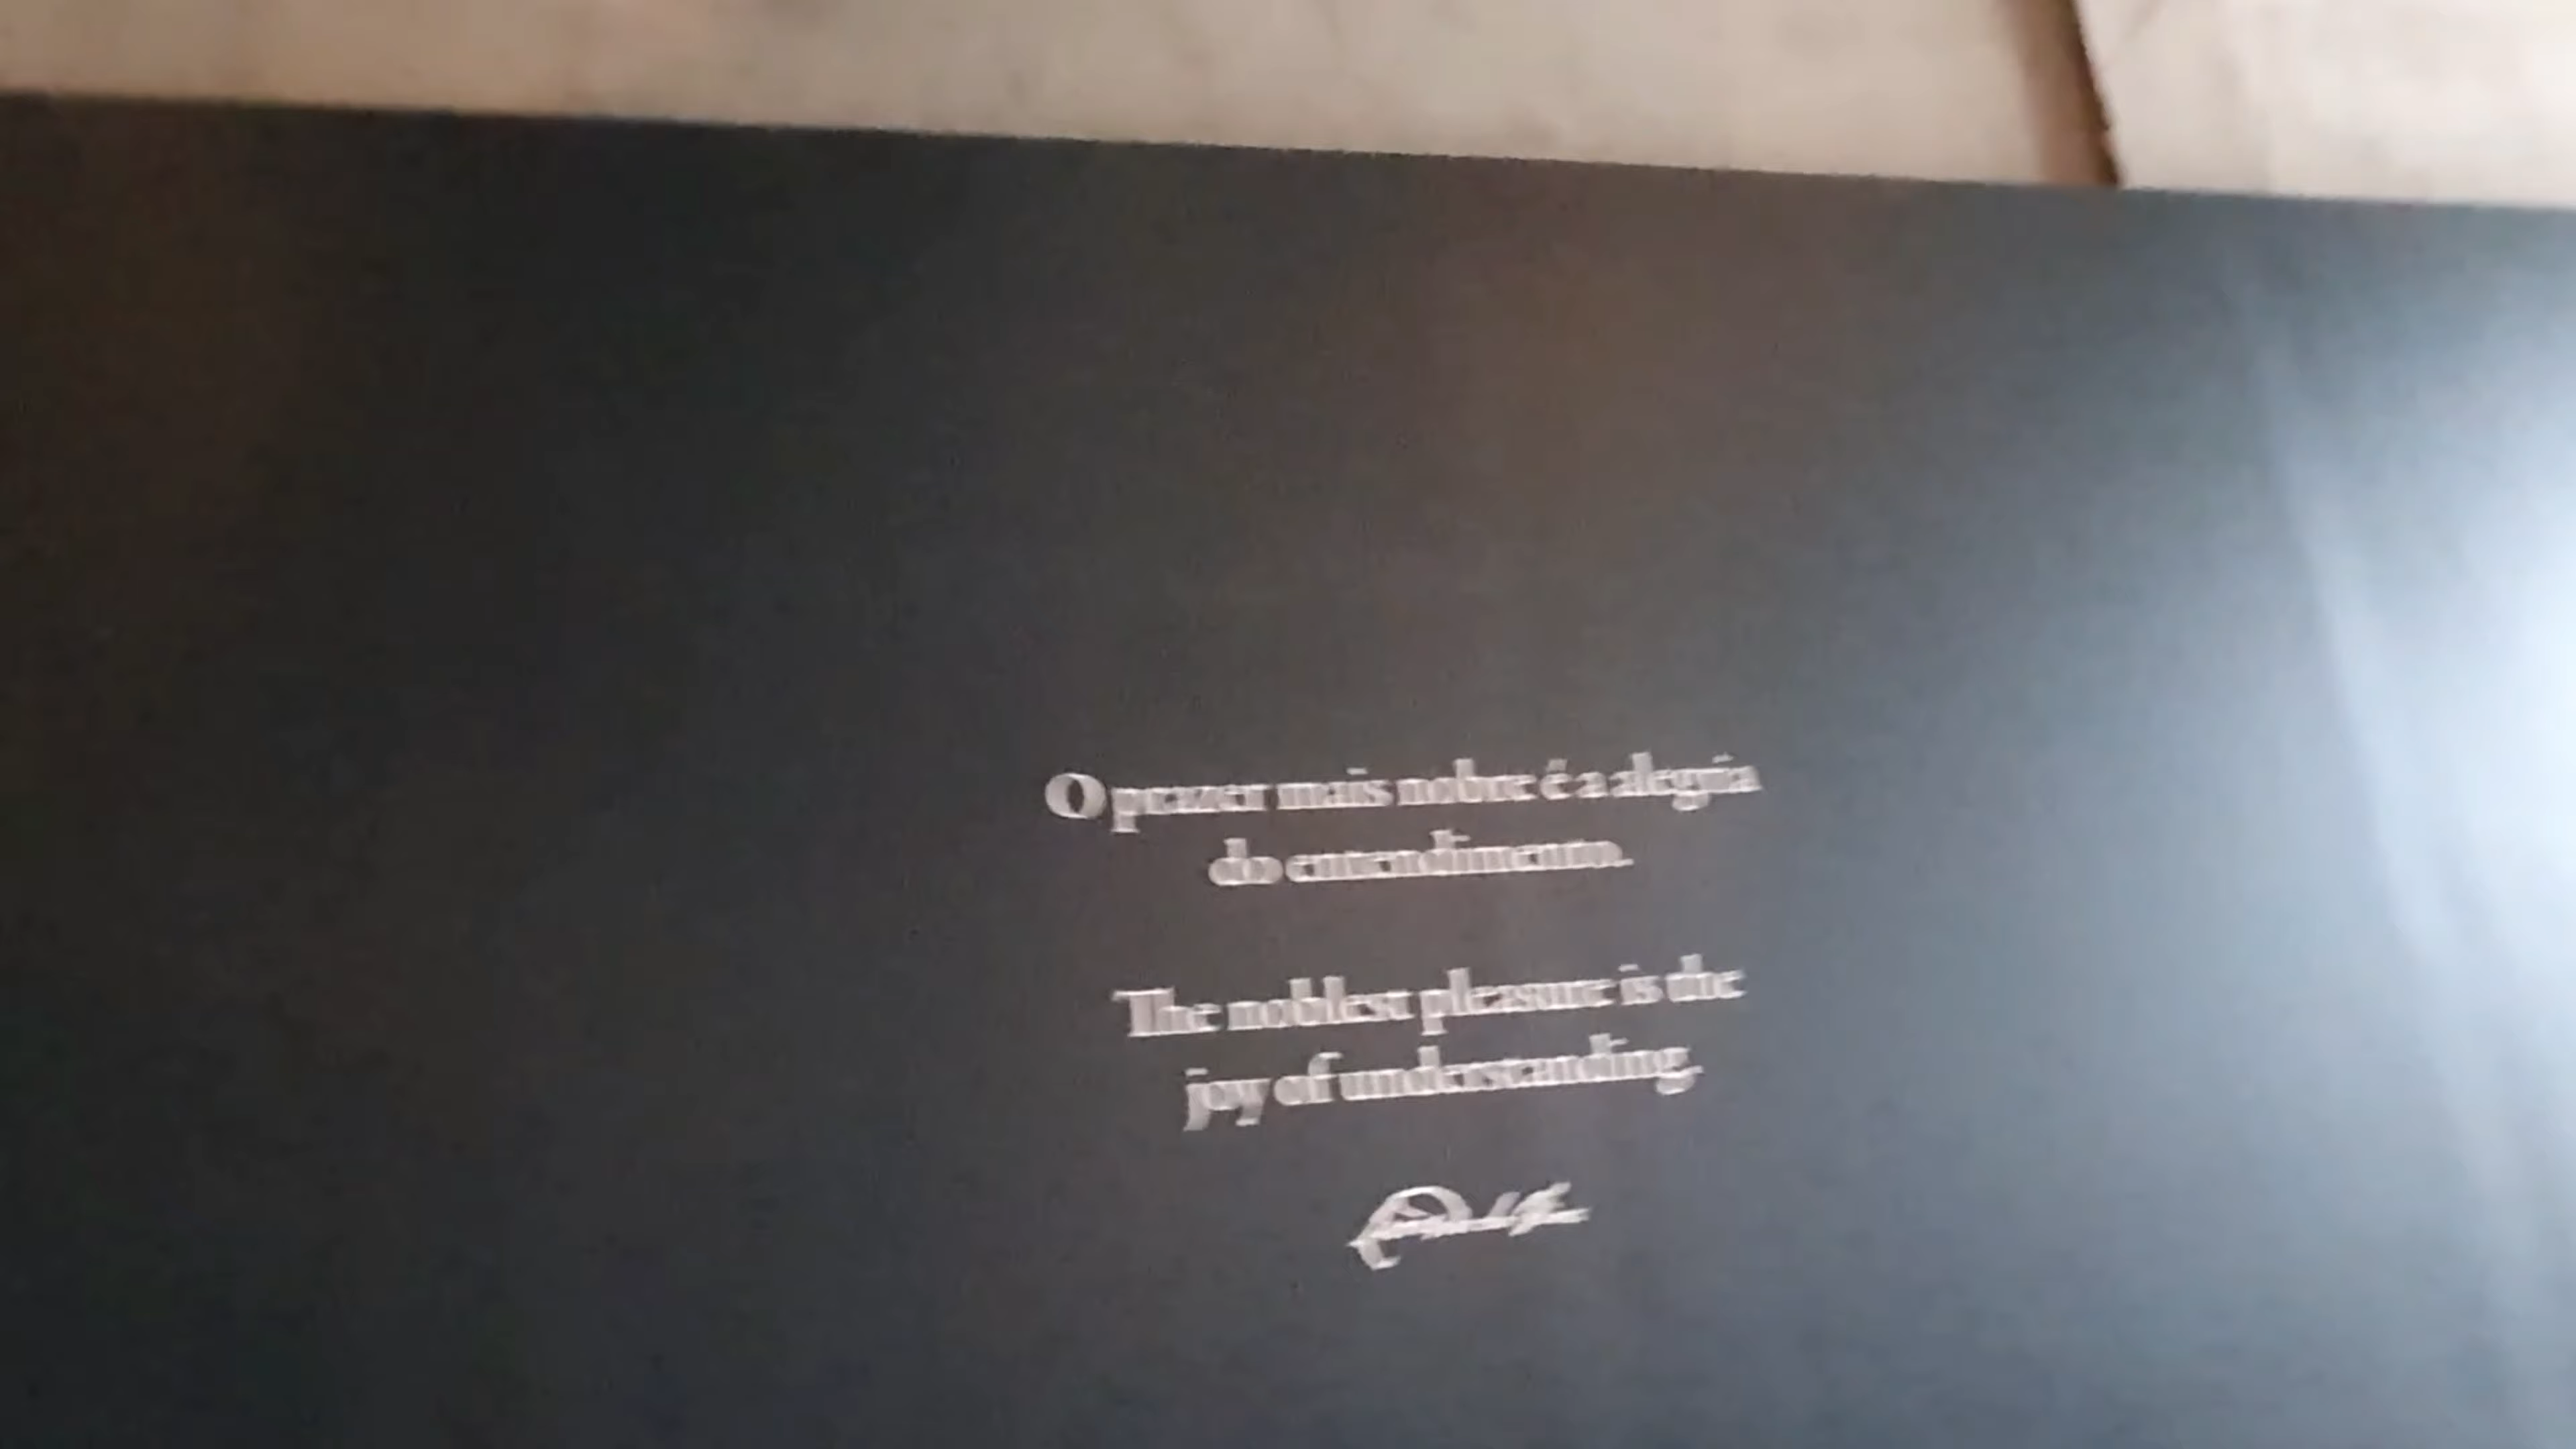 O prazer mais nobre é a alegria
do entendimento.
The noblest pleasure is the
joy of understanding.